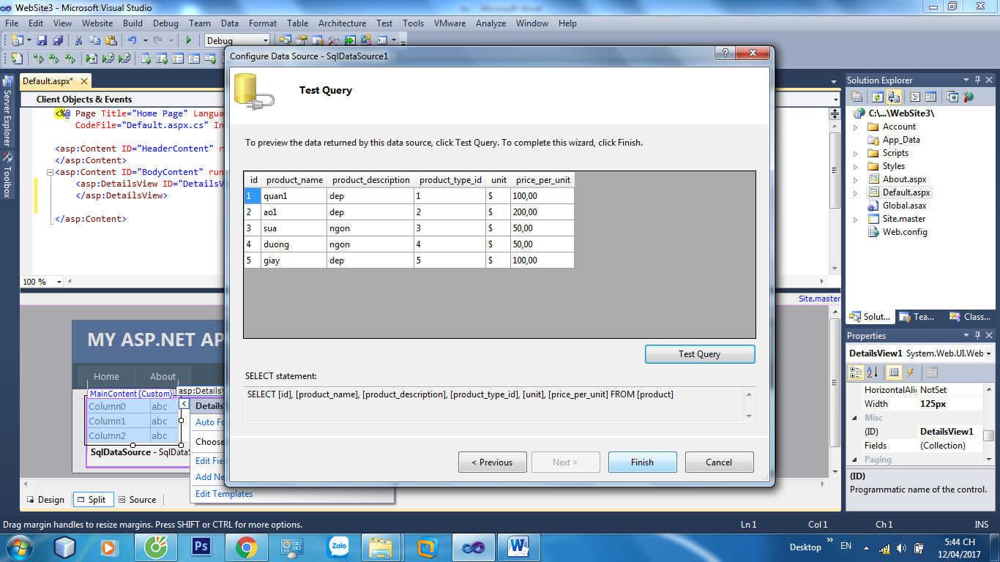 WebSite3 - Microsoft Visual Studio
File Edit View Website Build Debug Team Data Format Table Architecture Test Tools VMware Analyze Window Help
Debug
Configure Data Source - SqlDataSource1
Server Explorer
Toolbox
Default.aspx*
Client Objects & Events
<%@ Page Title="Home Page" Langua
CodeFile="Default.aspx.cs" In
<asp:Content ID="HeaderContent" r
</asp:Content>
<asp:Content ID="BodyContent" run
<asp:DetailsView ID="DetailsV
</asp:DetailsView>
</asp:Content>
100 %
Test Query
To preview the data returned by this data source, click Test Query. To complete this wizard, click Finish.
id product_name product_description product_type_id unit price_per_unit
1 quan1 dep 1 $ 100,00
2 ao1 dep 2 $ 200,00
3 sua ngon 3 $ 50,00
4 duong ngon 4 $ 50,00
5 giay dep 5 $ 100,00
Test Query
SELECT statement:
SELECT [id], [product_name], [product_description], [product_type_id], [unit], [price_per_unit] FROM [product]
< Previous Next > Finish Cancel
Site.master
MY ASP.NET AP
Home About
MainContent (Custom)
asp:DetailsV
Column0 abc
Column1 abc
Column2 abc
SqlDataSource - SqlDataS
Details
Auto Fo
Choose
Edit Fie
Add Ne
Edit Templates
Design Split Source
Solution Explorer
C:\...\WebSite3\
Account
App_Data
Scripts
Styles
About.aspx
Default.aspx
Global.asax
Site.master
Web.config
Solut... Tea... Class...
Properties
DetailsView1 System.Web.UI.Web
HorizontalAlig NotSet
Width 125px
Misc
(ID) DetailsView1
Fields (Collection)
Paging
(ID)
Programmatic name of the control.
Drag margin handles to resize margins. Press SHIFT or CTRL for more options.
Ln 1 Col 1 Ch 1 INS
Ps
Zalo
W
Desktop
EN
5:44 CH
12/04/2017